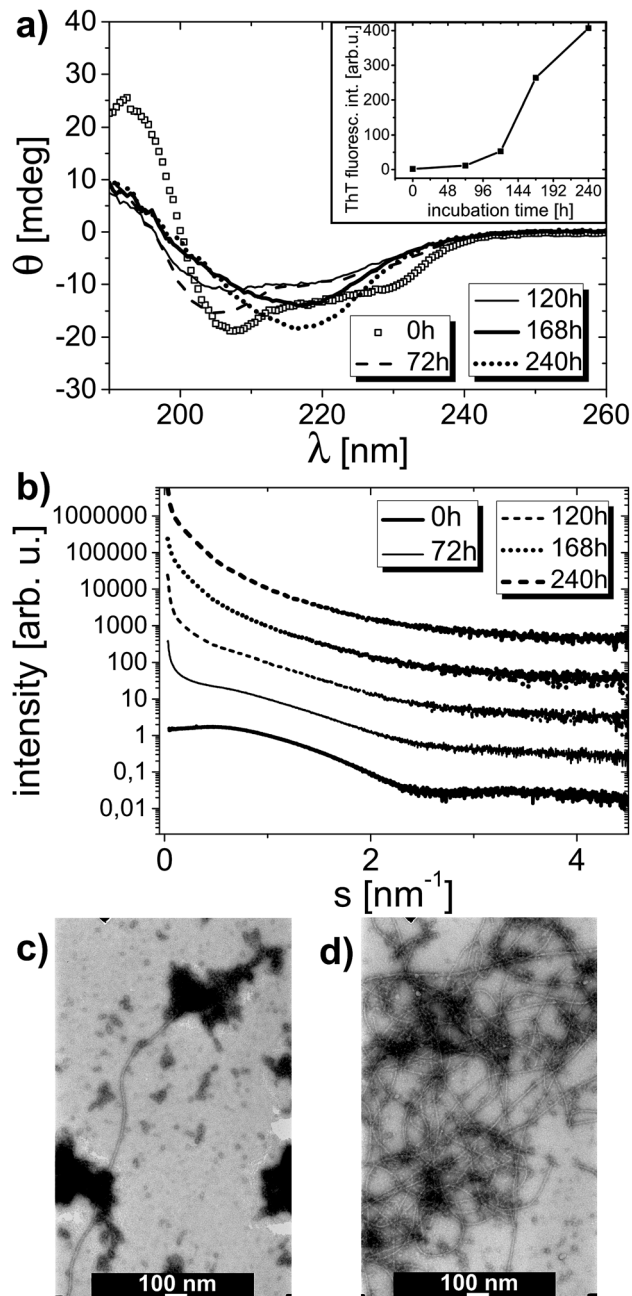 a)
40
30
20
10
0
-10
-20
-30
θ [mdeg]
200 220 240 260
λ [nm]
ThT fluoresc. int. [arb.u.]
400
300
200
100
0
0 48 96 144 192 240
incubation time [h]
0h
72h
120h
168h
240h
b)
intensity [arb. u.]
1000000
100000
10000
1000
100
10
1
0,1
0,01
0 2 4
s [nm-1]
0h
72h
120h
168h
240h
c)
100 nm
d)
100 nm